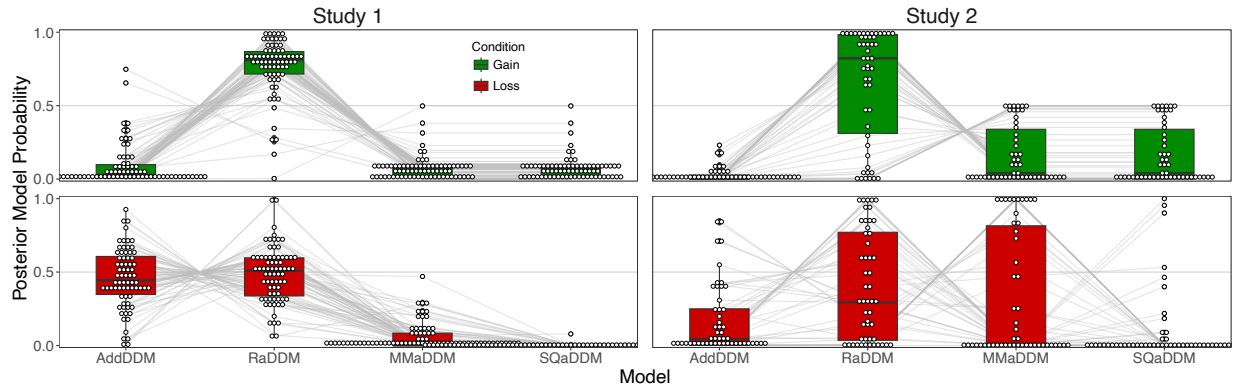 Study 1
Study 2
Posterior Model Probability
1.0
0.5
0.0
Condition
Gain
Loss
1.0
0.5
0.0
AddDDM
RaDDM
MMaDDM
SQaDDM
AddDDM
RaDDM
MMaDDM
SQaDDM
Model